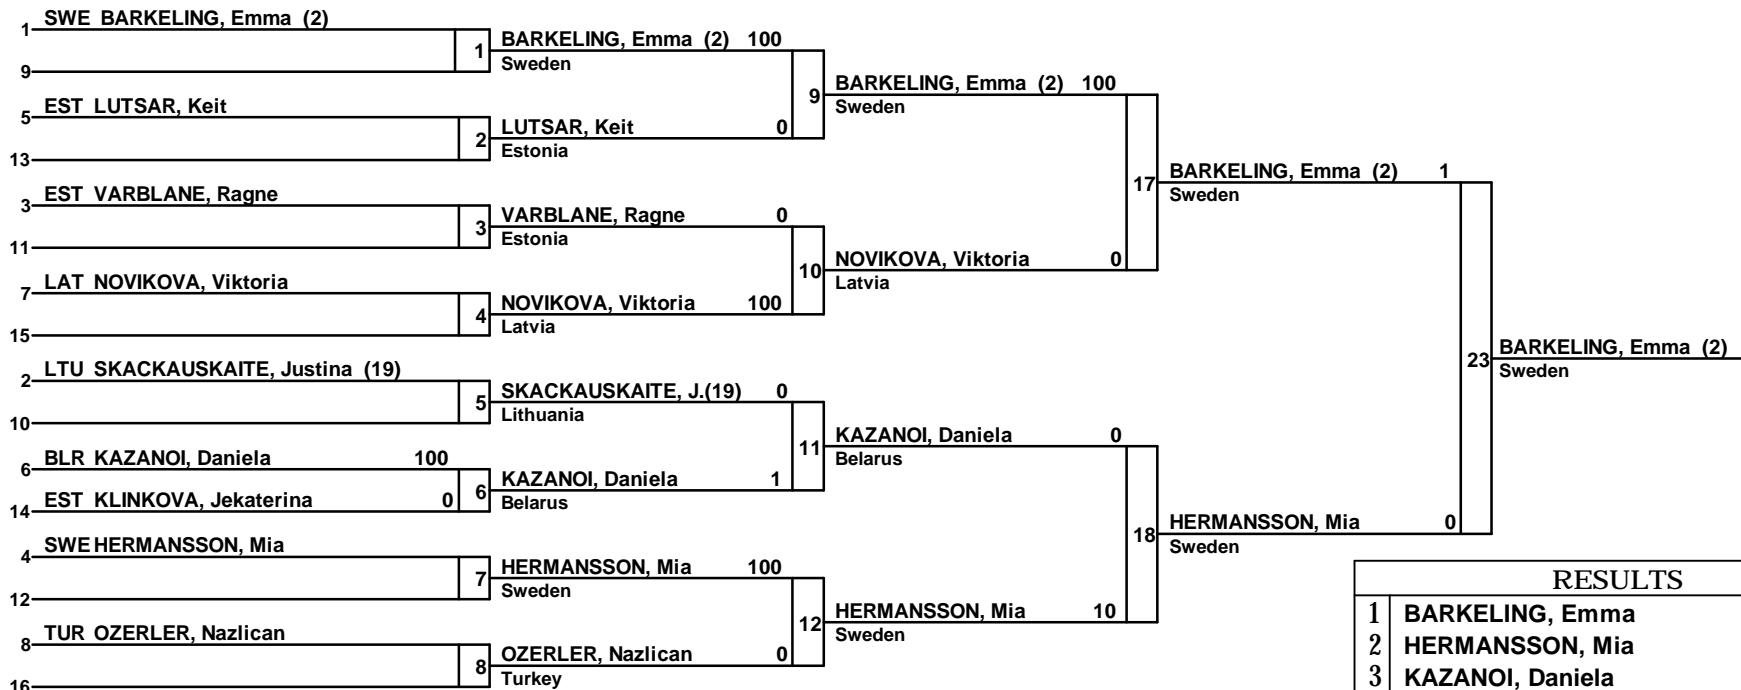 1 SWE BARKELING, Emma (2)
9
1 BARKELING, Emma (2) 100
Sweden
5 EST LUTSAR, Keit
13
2 LUTSAR, Keit 0
Estonia
9 BARKELING, Emma (2) 100
Sweden
3 EST VARBLANE, Ragne
11
3 VARBLANE, Ragne 0
Estonia
7 LAT NOVIKOVA, Viktoria
15
4 NOVIKOVA, Viktoria 100
Latvia
10 NOVIKOVA, Viktoria 0
Latvia
17 BARKELING, Emma (2) 1
Sweden
2 LTU SKACKAUSKAITE, Justina (19)
10
5 SKACKAUSKAITE, J.(19) 0
Lithuania
6 BLR KAZANOI, Daniela 100
14 EST KLINKOVA, Jekaterina 0
6 KAZANOI, Daniela 1
Belarus
11 KAZANOI, Daniela 0
Belarus
4 SWE HERMANSSON, Mia
12
7 HERMANSSON, Mia 100
Sweden
8 TUR OZERLER, Nazlican
16
8 OZERLER, Nazlican 0
Turkey
12 HERMANSSON, Mia 10
Sweden
18 HERMANSSON, Mia 0
Sweden
23 BARKELING, Emma (2)
Sweden
RESULTS
1 BARKELING, Emma
2 HERMANSSON, Mia
3 KAZANOI, Daniela